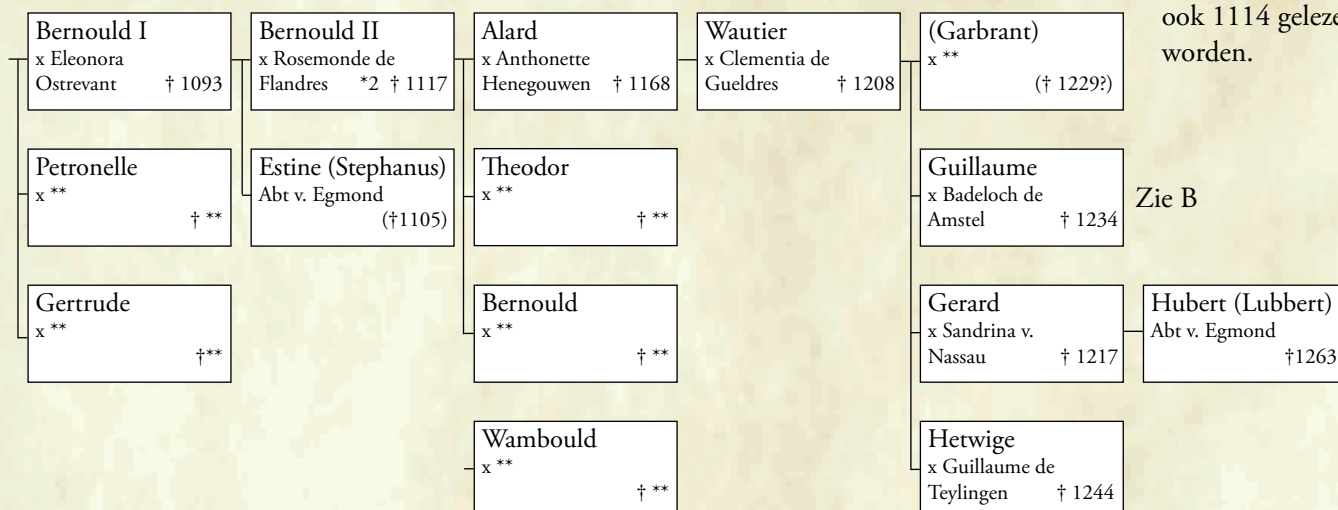 Bernould I
x Eleonora
Ostrevant † 1093
Bernould II
x Rosemonde de
Flandres *2 † 1117
Alard
x Anthonette
Henegouwen † 1168
Wautier
x Clementia de
Gueldres † 1208
(Garbrant)
x **
(† 1229?)
ook 1114 geleze
worden.
Petronelle
x **
† **
Estine (Stephanus)
Abt v. Egmond
(†1105)
Theodor
x **
† **
Guillaume
x Badeloch de
Amstel † 1234
Zie B
Gertrude
x **
†**
Bernould
x **
† **
Gerard
x Sandrina v.
Nassau † 1217
Hubert (Lubbert)
Abt v. Egmond
†1263
Wambould
x **
† **
Hetwige
x Guillaume de
Teylingen † 1244